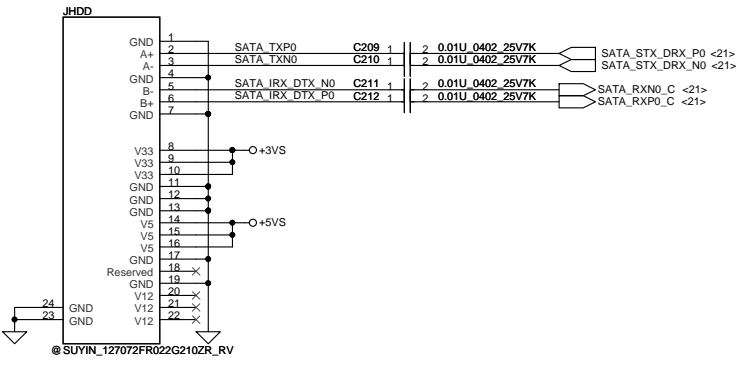 JHDD
GND 1
A+ 2 SATA_TXP0 C209 1 2 0.01U_0402_25V7K SATA_STX_DRX_P0 <21>
A- 3 SATA_TXN0 C210 1 2 0.01U_0402_25V7K SATA_STX_DRX_N0 <21>
GND 4
B- 5 SATA_IRX_DTX_N0 C211 1 2 0.01U_0402_25V7K SATA_RXN0_C <21>
B+ 6 SATA_IRX_DTX_P0 C212 1 2 0.01U_0402_25V7K SATA_RXP0_C <21>
GND 7
V33 8 +3VS
V33 9
V33 10
GND 11
GND 12
GND 13
V5 14 +5VS
V5 15
V5 16
GND 17
Reserved 18
GND 19
V12 20
24 GND V12 21
23 GND V12 22
@ SUYIN_127072FR022G210ZR_RV